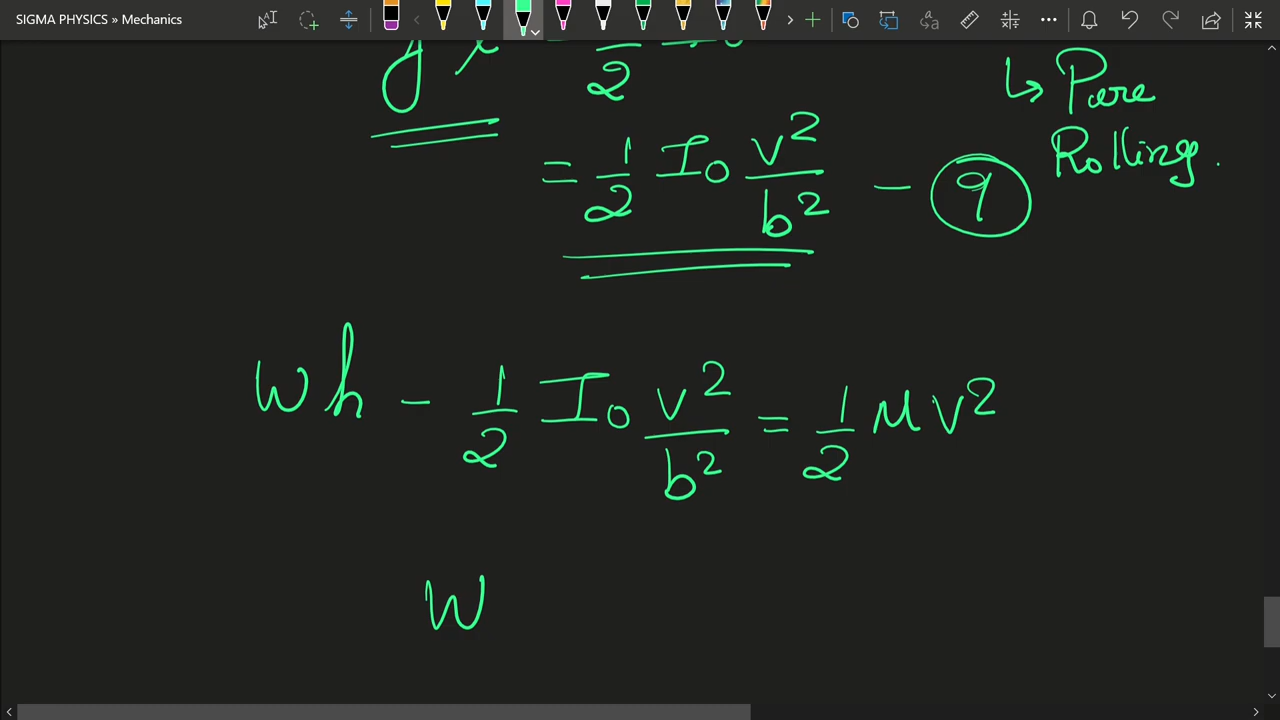 SIGMA PHYSICS » Mechanics
↳ Pure
Rolling.
= 1/2 I₀ v²/b² — 9
Wh - 1/2 I₀ v²/b² = 1/2 Mv²
W